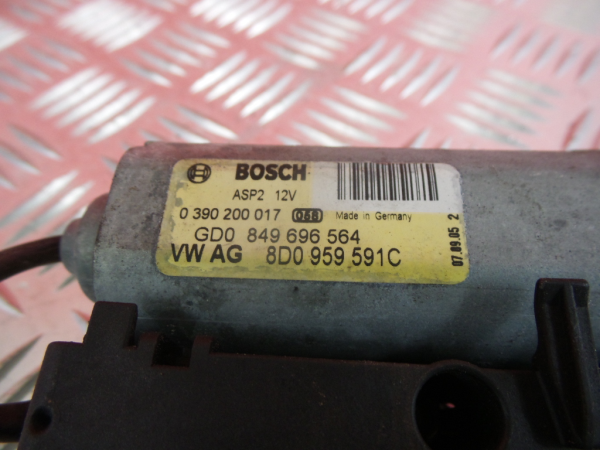 BOSCH
ASP2 12V
0 390 200 017 068 Made in Germany
GD0 849 696 564
VW AG 8D0 959 591C
07.09.05 2